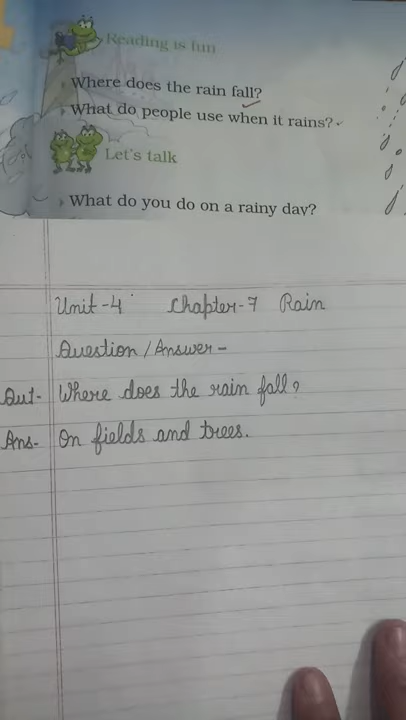 Reading is fun
Where does the rain fall?
What do people use when it rains?
Let's talk
What do you do on a rainy day?
Unit-4 Chapter-7 Rain
Question/Answer-
Qu1- Where does the rain fall?
Ans- On fields and trees.